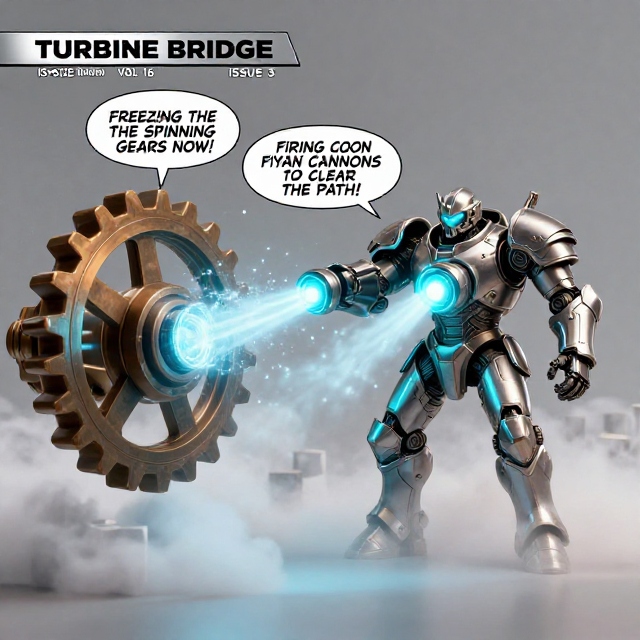 TURBINE BRIDGE
VOL 16 ISSUE 3
FREEZING THE
THE SPINNING
GEARS NOW!
FIRING COON
FIYAN CANNONS
TO CLEAR
THE PATH!